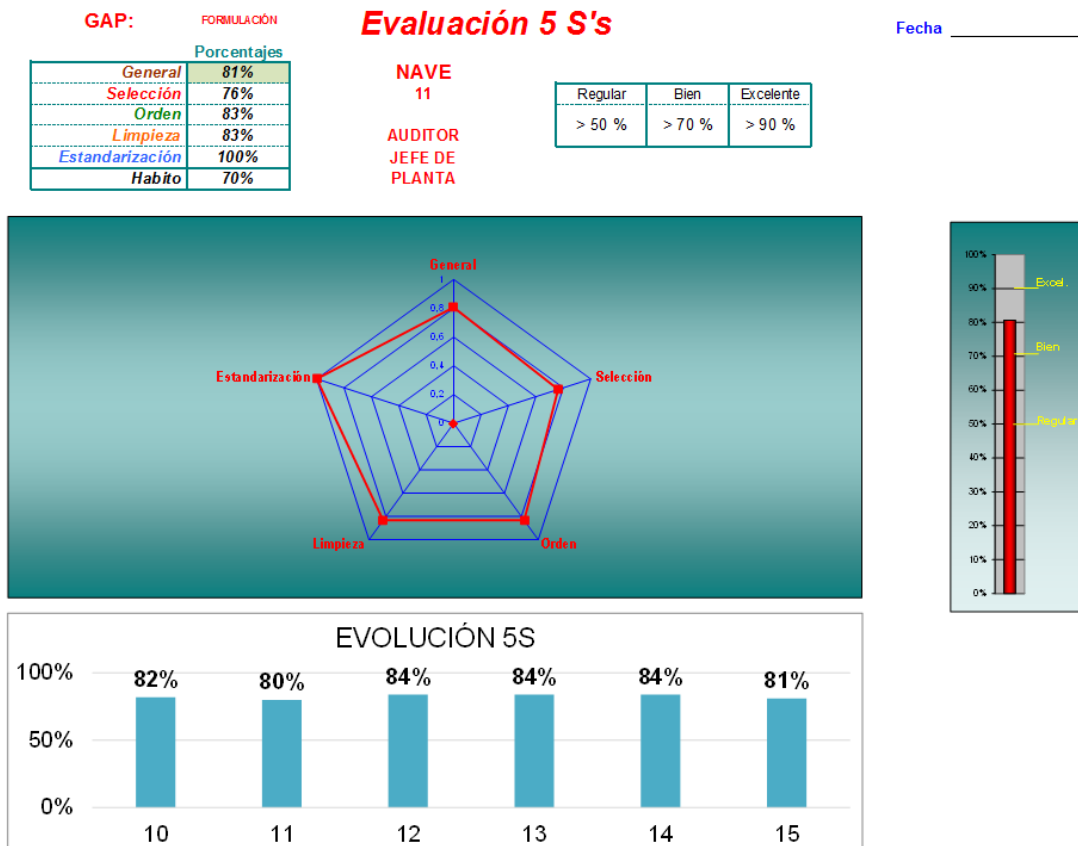 GAP: FORMULACIÓN
Evaluación 5 S's
Fecha
Porcentajes
General 81%
Selección 76%
Orden 83%
Limpieza 83%
Estandarización 100%
Habito 70%
NAVE
11
AUDITOR
JEFE DE
PLANTA
Regular Bien Excelente
> 50 % > 70 % > 90 %
General
1
0,8
0,6
0,4
0,2
0
Estandarización
Selección
Limpieza
Orden
100%
90% Excel.
80%
70% Bien
60%
50% Regular
40%
30%
20%
10%
0%
EVOLUCIÓN 5S
100%
50%
0%
82% 80% 84% 84% 84% 81%
10 11 12 13 14 15